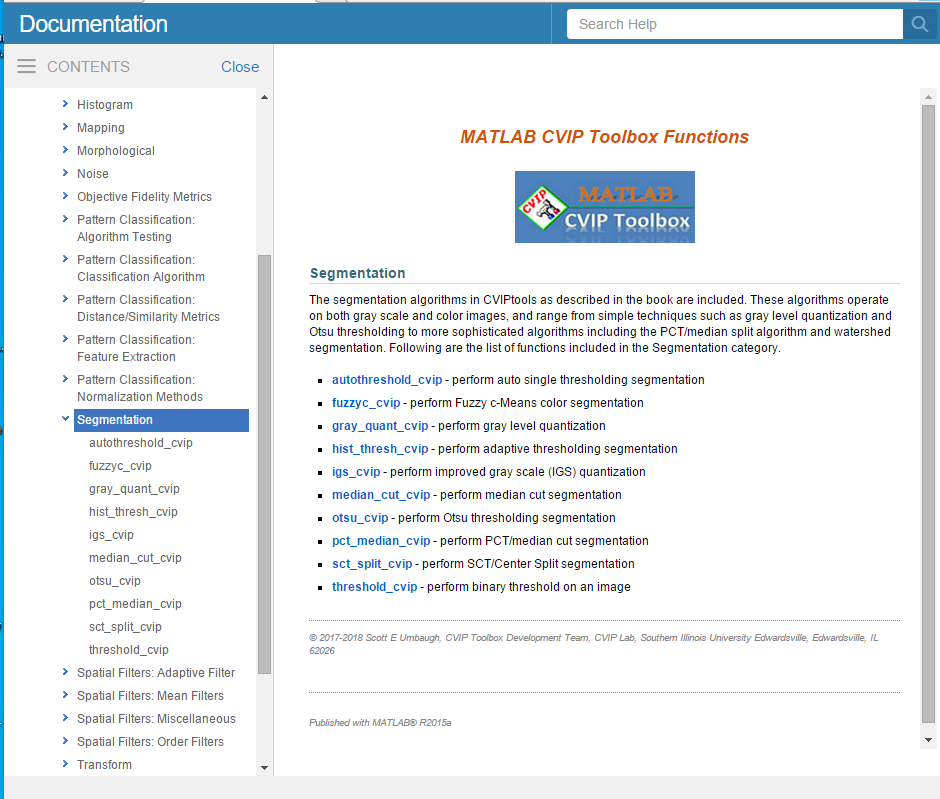 Documentation
Search Help
CONTENTS
Close
Histogram
Mapping
Morphological
Noise
Objective Fidelity Metrics
Pattern Classification:
Algorithm Testing
Pattern Classification:
Classification Algorithm
Pattern Classification:
Distance/Similarity Metrics
Pattern Classification:
Feature Extraction
Pattern Classification:
Normalization Methods
Segmentation
autothreshold_cvip
fuzzyc_cvip
gray_quant_cvip
hist_thresh_cvip
igs_cvip
median_cut_cvip
otsu_cvip
pct_median_cvip
sct_split_cvip
threshold_cvip
Spatial Filters: Adaptive Filter
Spatial Filters: Mean Filters
Spatial Filters: Miscellaneous
Spatial Filters: Order Filters
Transform
MATLAB CVIP Toolbox Functions
CVIP
MATLAB
CVIP Toolbox
Segmentation
The segmentation algorithms in CVIPtools as described in the book are included. These algorithms operate
on both gray scale and color images, and range from simple techniques such as gray level quantization and
Otsu thresholding to more sophisticated algorithms including the PCT/median split algorithm and watershed
segmentation. Following are the list of functions included in the Segmentation category.
autothreshold_cvip - perform auto single thresholding segmentation
fuzzyc_cvip - perform Fuzzy c-Means color segmentation
gray_quant_cvip - perform gray level quantization
hist_thresh_cvip - perform adaptive thresholding segmentation
igs_cvip - perform improved gray scale (IGS) quantization
median_cut_cvip - perform median cut segmentation
otsu_cvip - perform Otsu thresholding segmentation
pct_median_cvip - perform PCT/median cut segmentation
sct_split_cvip - perform SCT/Center Split segmentation
threshold_cvip - perform binary threshold on an image
© 2017-2018 Scott E Umbaugh, CVIP Toolbox Development Team, CVIP Lab, Southern Illinois University Edwardsville, Edwardsville, IL
62026
Published with MATLAB® R2015a